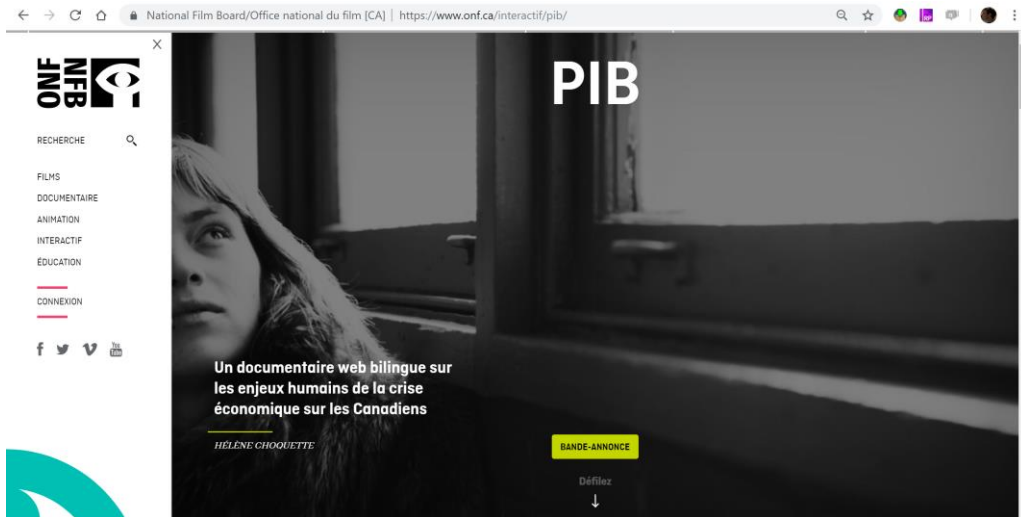 National Film Board/Office national du film [CA] | https://www.onf.ca/interactif/pib/
X
ONF
NFB
RECHERCHE
FILMS
DOCUMENTAIRE
ANIMATION
INTERACTIF
ÉDUCATION
CONNEXION
f You Tube
PIB
Un documentaire web bilingue sur
les enjeux humains de la crise
économique sur les Canadiens
HÉLÈNE CHOQUETTE
BANDE-ANNONCE
Défilez